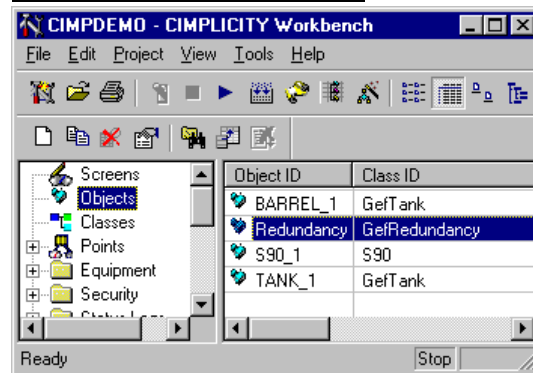 CIMPDEMO - CIMPLICITY Workbench
File Edit Project View Tools Help
Screens
Objects
Classes
Points
Equipment
Security
Object ID Class ID
BARREL_1 GefTank
Redundancy GefRedundancy
S90_1 S90
TANK_1 GefTank
Ready Stop